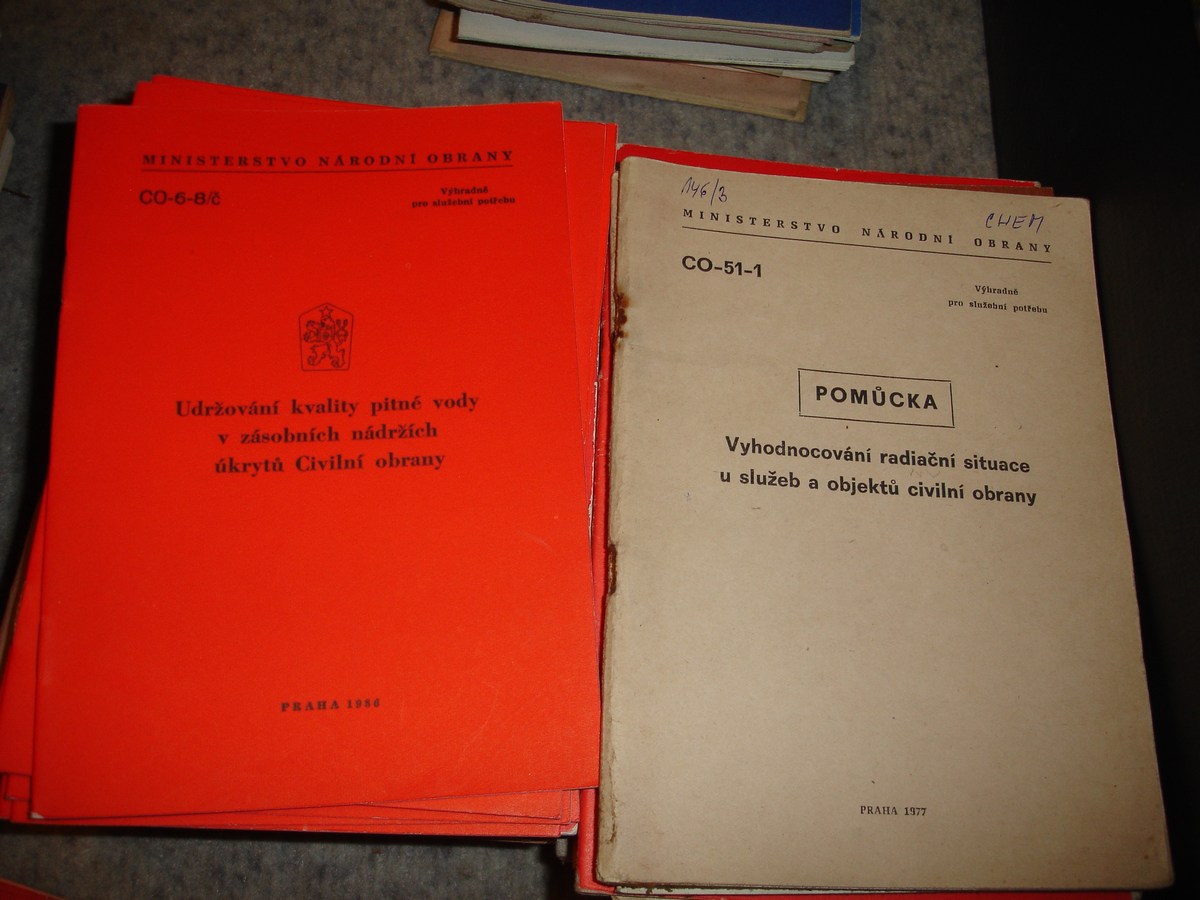 MINISTERSTVO NÁRODNÍ OBRANY
CO-6-8/č
Výhradně
pro služební potřebu
Udržování kvality pitné vody
v zásobních nádržích
úkrytů Civilní obrany
PRAHA 1986
146/3
CHEM
MINISTERSTVO NÁRODNÍ OBRANY
CO-51-1
Výhradně
pro služební potřebu
POMŮCKA
Vyhodnocování radiační situace
u služeb a objektů civilní obrany
PRAHA 1977